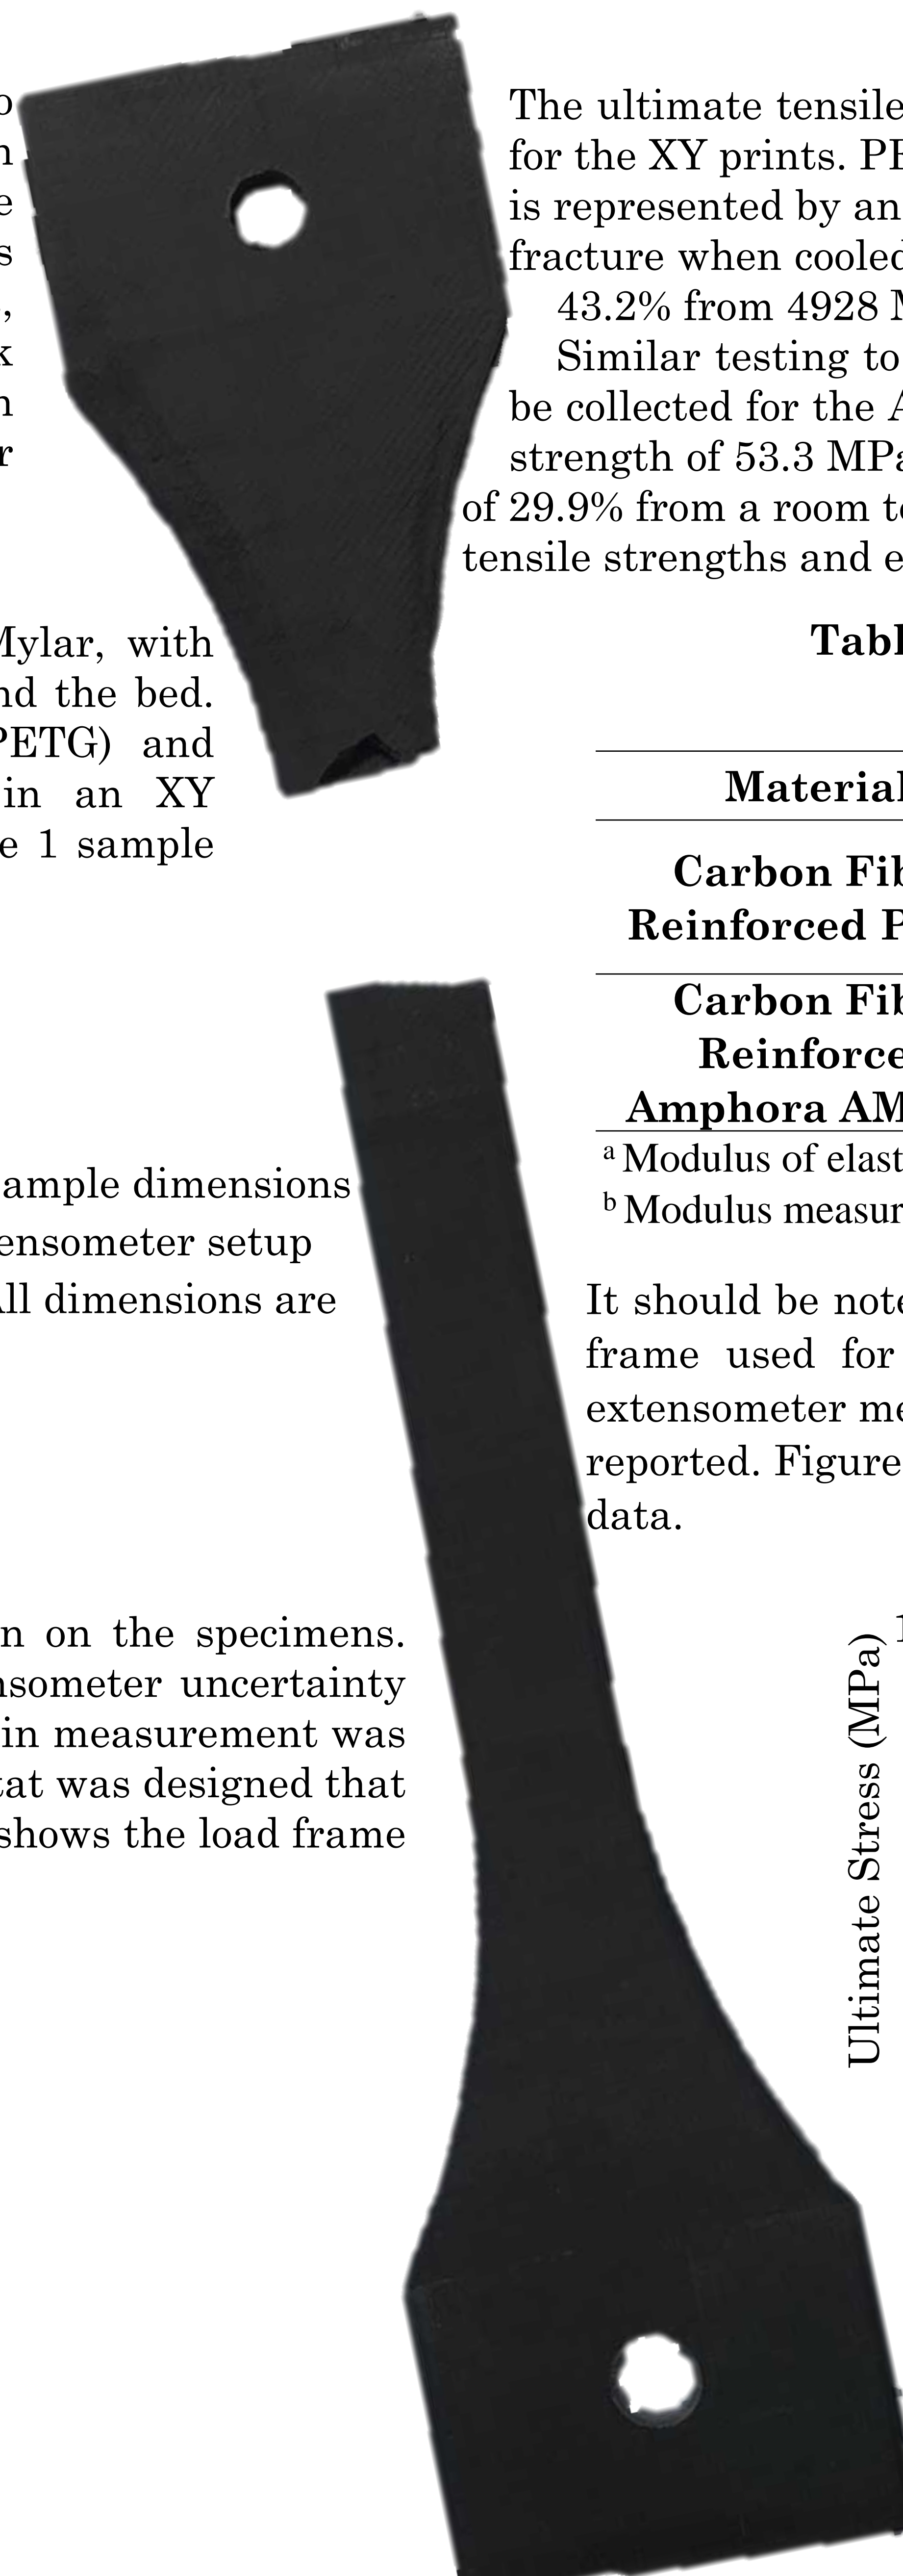 o
n
e
s
,
k
n
r
Mylar, with
nd the bed.
PETG) and
in an XY
e 1 sample
ample dimensions
ensometer setup
All dimensions are
n on the specimens.
nsometer uncertainty
in measurement was
tat was designed that
shows the load frame
The ultimate tensile
for the XY prints. PE
is represented by an
fracture when cooled
43.2% from 4928 M
Similar testing to
be collected for the A
strength of 53.3 MPa
of 29.9% from a room te
tensile strengths and e
Tabl
Material
Carbon Fib
Reinforced P
Carbon Fib
Reinforce
Amphora AM
a Modulus of elast
b Modulus measur
It should be note
frame used for
extensometer me
reported. Figure
data.
Ultimate Stress (MPa)
1